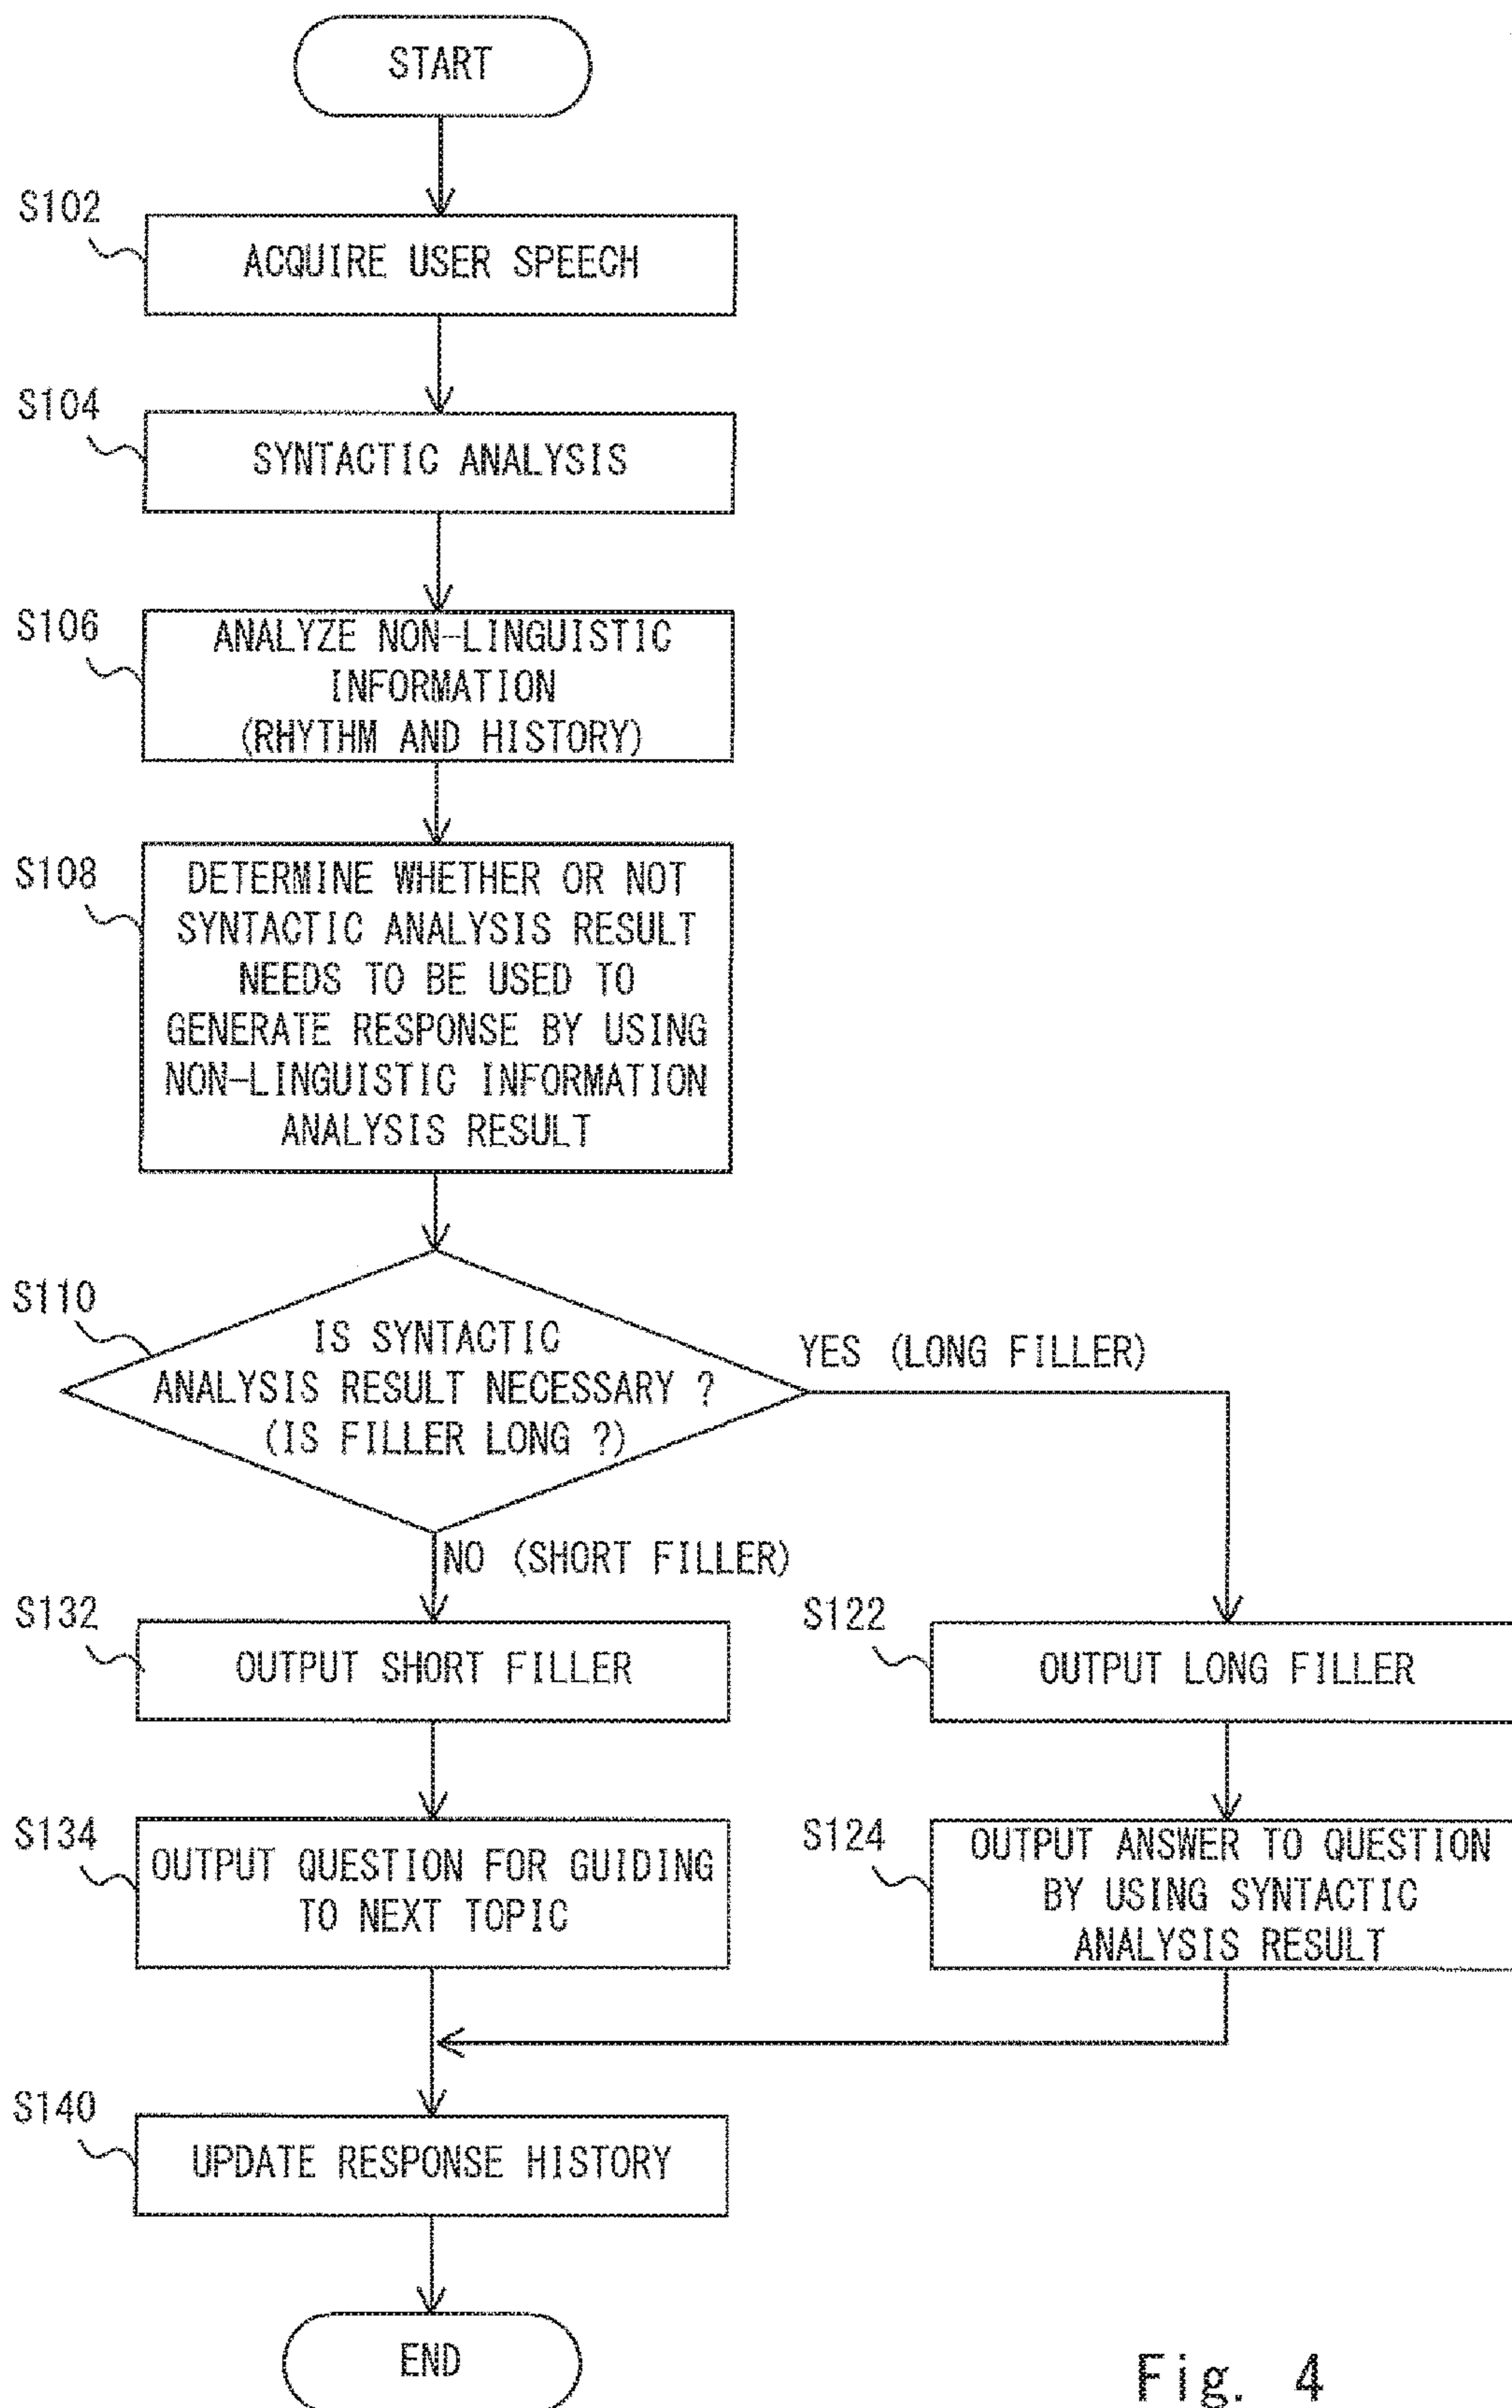 START
S102
ACQUIRE USER SPEECH
S104
SYNTACTIC ANALYSIS
S106
ANALYZE NON-LINGUISTIC
INFORMATION
(RHYTHM AND HISTORY)
S108
DETERMINE WHETHER OR NOT
SYNTACTIC ANALYSIS RESULT
NEEDS TO BE USED TO
GENERATE RESPONSE BY USING
NON-LINGUISTIC INFORMATION
ANALYSIS RESULT
S110
IS SYNTACTIC
ANALYSIS RESULT NECESSARY ?
(IS FILLER LONG ?)
YES (LONG FILLER)
NO (SHORT FILLER)
S132
OUTPUT SHORT FILLER
S122
OUTPUT LONG FILLER
S134
OUTPUT QUESTION FOR GUIDING
TO NEXT TOPIC
S124
OUTPUT ANSWER TO QUESTION
BY USING SYNTACTIC
ANALYSIS RESULT
S140
UPDATE RESPONSE HISTORY
END
Fig. 4